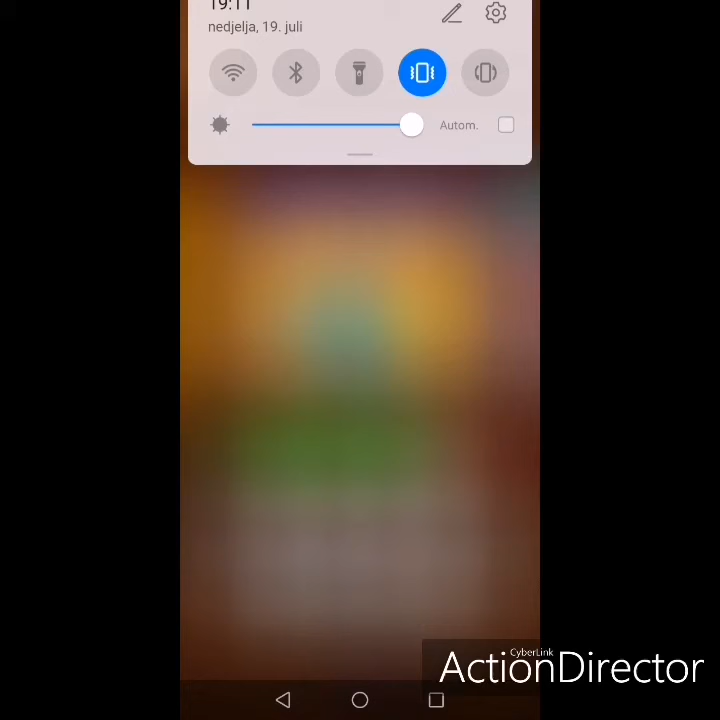 19:11
nedjelja, 19. juli
Autom.
CyberLink
ActionDirector